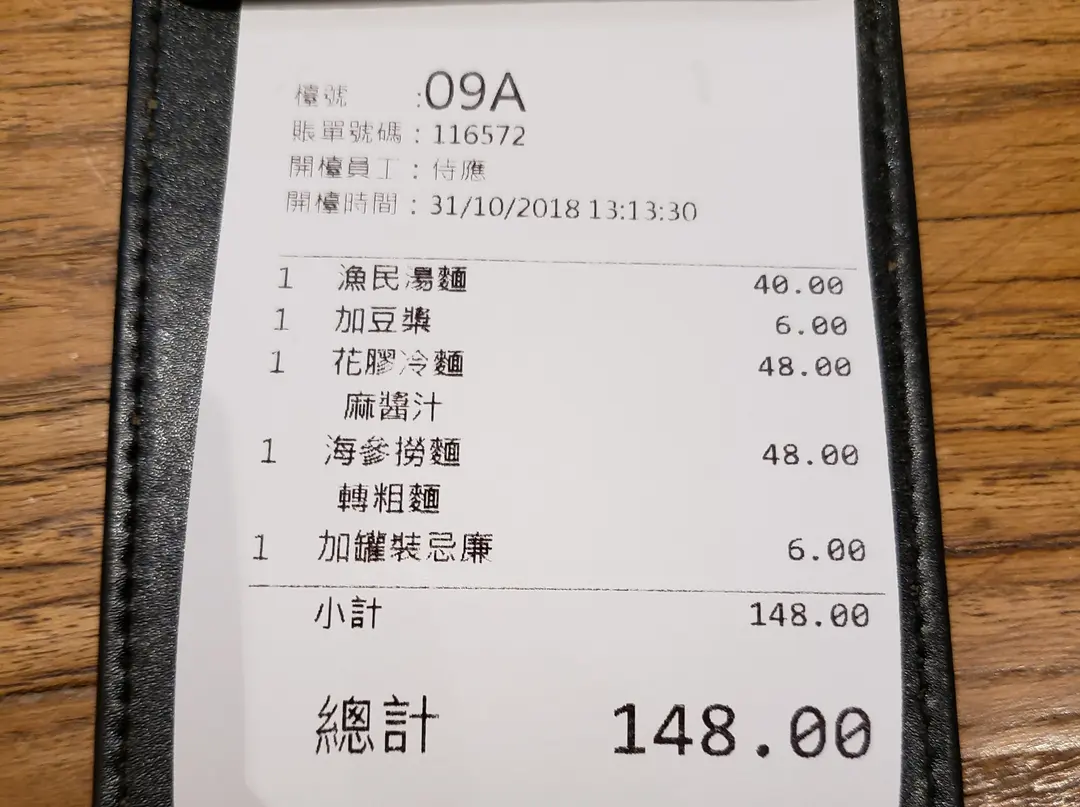 檯號 :09A
賬單號碼 : 116572
開檯員工 : 侍應
開檯時間 : 31/10/2018 13:13:30
1 漁民湯麵 40.00
1 加豆漿 6.00
1 花膠冷麵 48.00
麻醬汁
1 海參撈麵 48.00
轉粗麵
1 加罐裝忌廉 6.00
小計 148.00
總計 148.00